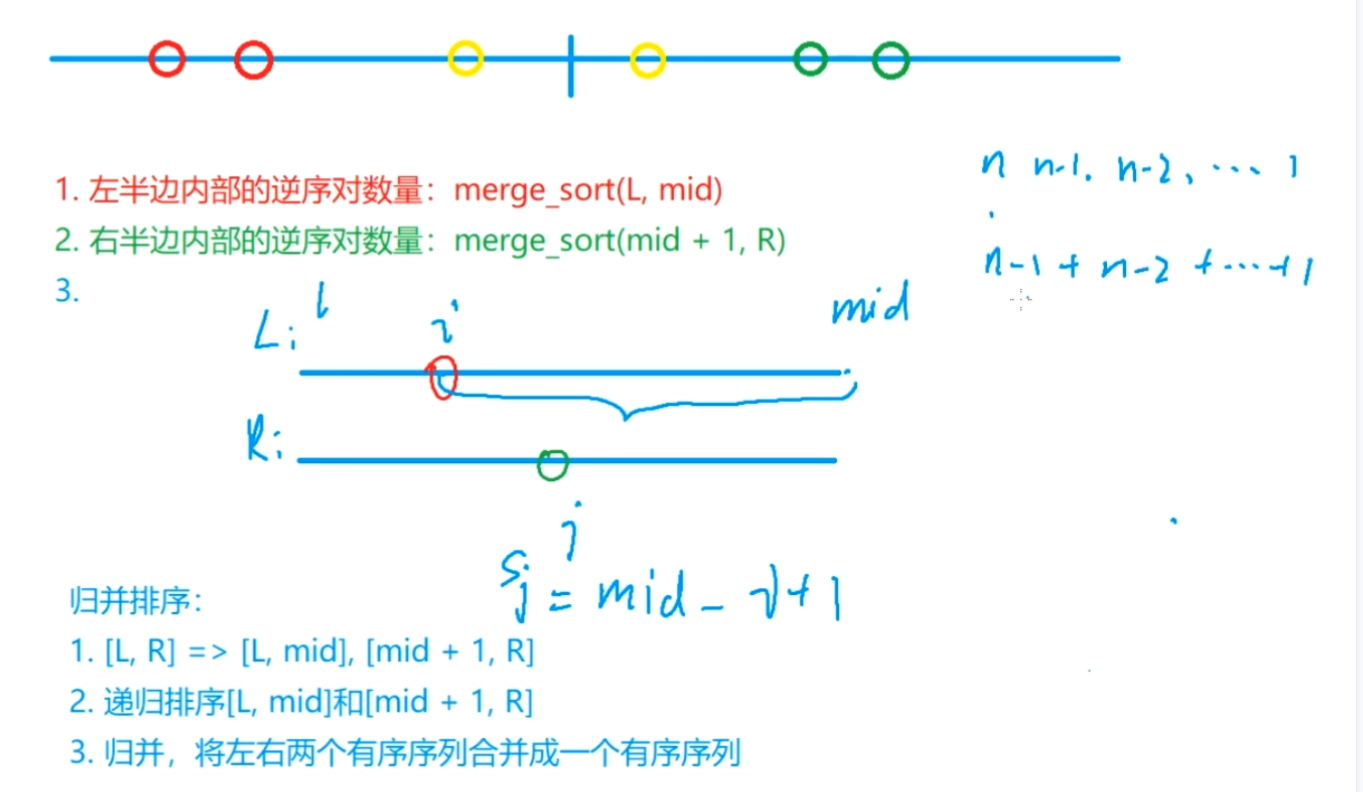 n n-1, n-2, ... 1
1. 左半边内部的逆序对数量：merge_sort(L, mid)
2. 右半边内部的逆序对数量：merge_sort(mid + 1, R)
n-1 + n-2 + ... + 1
3.
l
Li i mid
Ri
j
Sj = mid - i + 1
归并排序：
1. [L, R] => [L, mid], [mid + 1, R]
2. 递归排序[L, mid]和[mid + 1, R]
3. 归并，将左右两个有序序列合并成一个有序序列